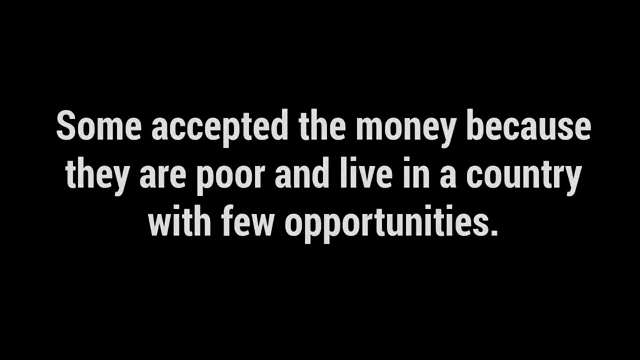 Some accepted the money because
they are poor and live in a country
with few opportunities.